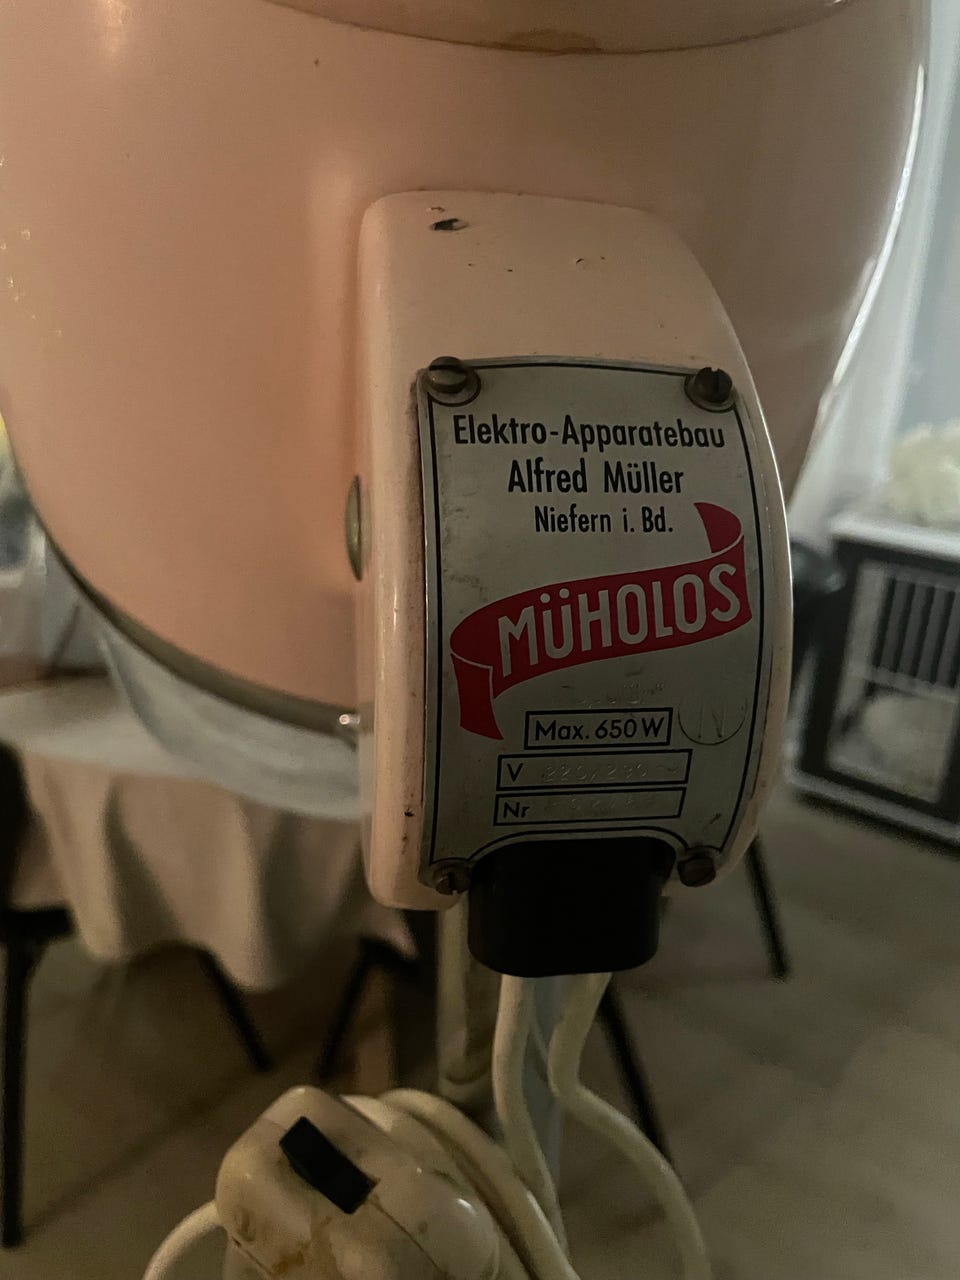 Elektro-Apparatebau
Alfred Müller
Niefern i. Bd.
MÜHOLOS
Max. 650 W
V
Nr